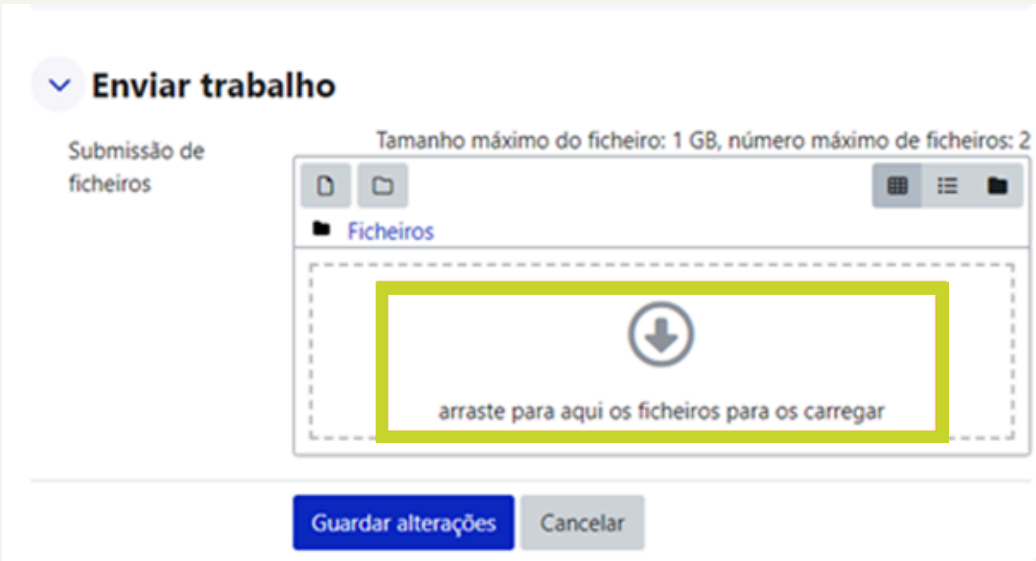 Enviar trabalho
Submissão de
ficheiros
Tamanho máximo do ficheiro: 1 GB, número máximo de ficheiros: 2
Ficheiros
arraste para aqui os ficheiros para os carregar
Guardar alterações
Cancelar